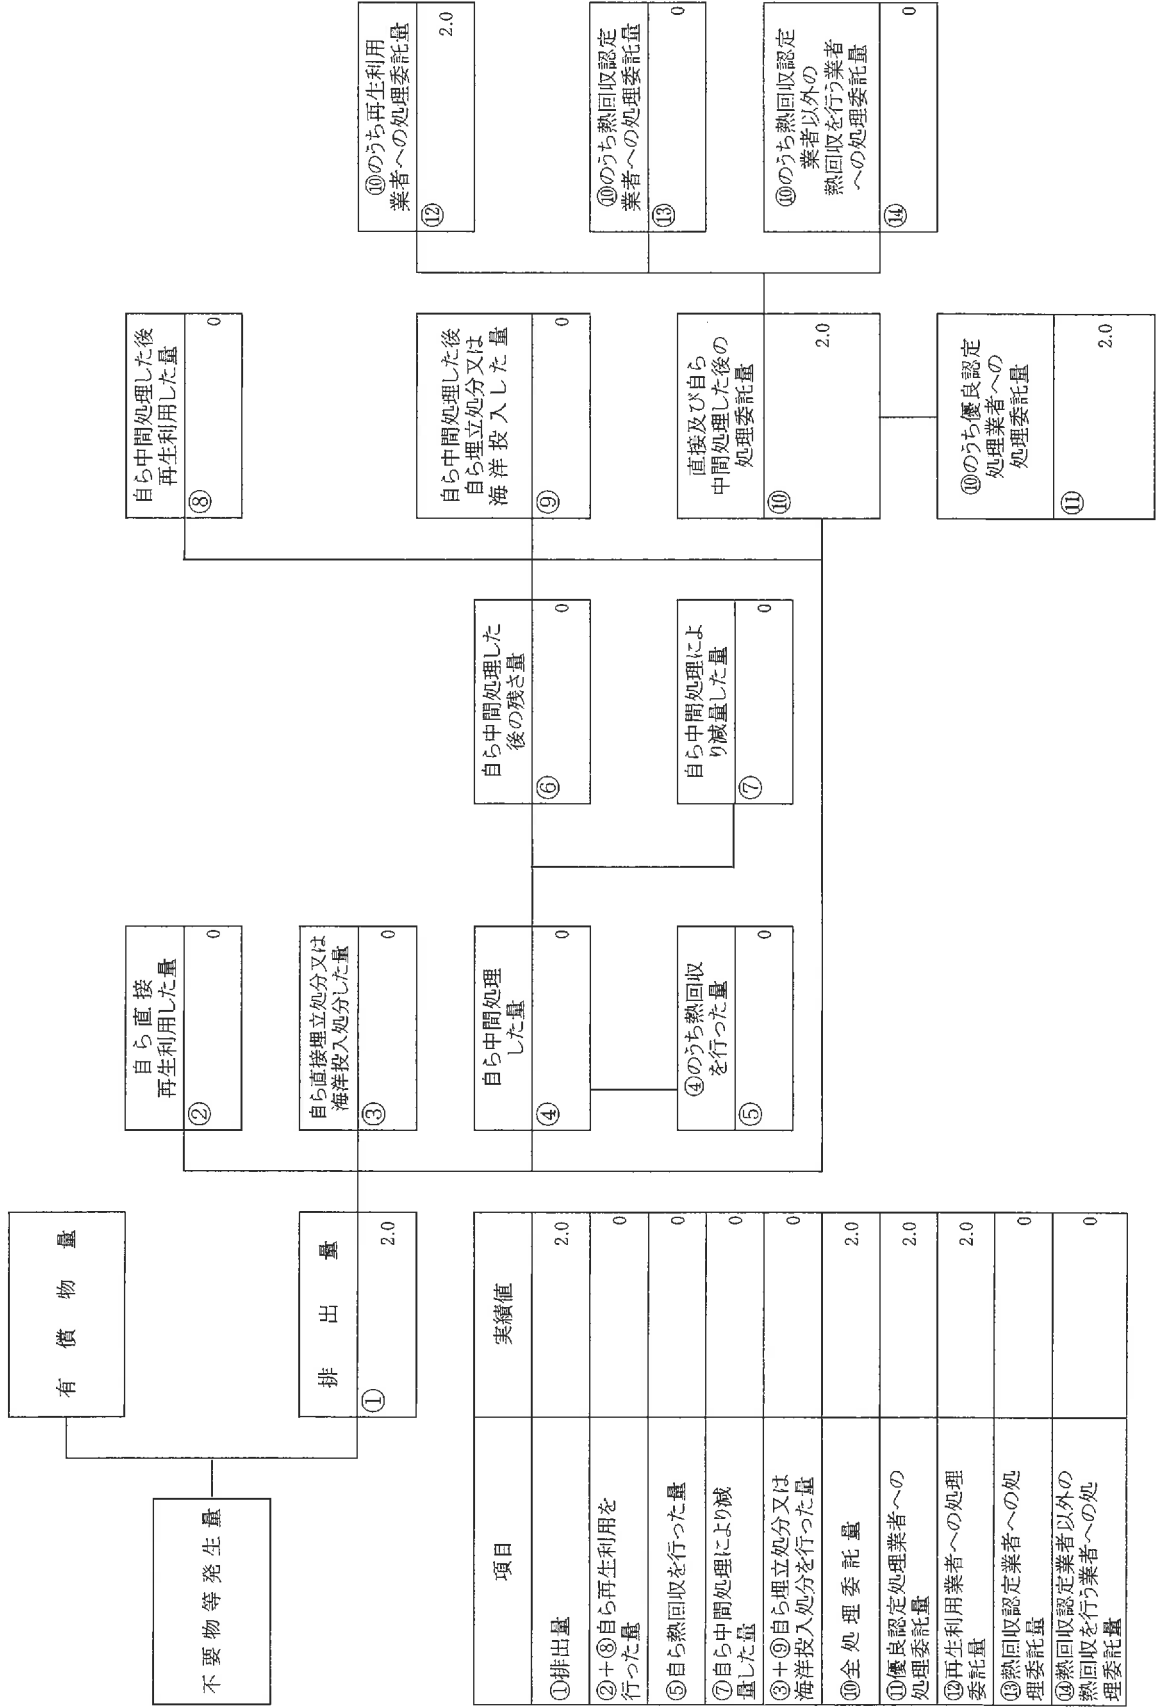 不要物等発生量
有償物量
排出量
①
2.0
自ら直接
再生利用した量
②
0
自ら直接埋立処分又は
海洋投入処分した量
③
0
自ら中間処理
した量
④
0
④のうち熱回収
を行った量
⑤
0
自ら中間処理した
後の残さ量
⑥
0
自ら中間処理によ
り減量した量
⑦
0
自ら中間処理した後
再生利用した量
⑧
0
自ら中間処理した後
自ら埋立処分又は
海洋投入した量
⑨
0
直接及び自ら
中間処理した後の
処理委託量
⑩
2.0
⑩のうち優良認定
処理業者への
処理委託量
⑪
2.0
⑩のうち再生利用
業者への処理委託量
⑫
2.0
⑩のうち熱回収認定
業者への処理委託量
⑬
0
⑩のうち熱回収認定
業者以外の
熱回収を行う業者
への処理委託量
⑭
0
項目 実績値
①排出量 2.0
②+⑧自ら再生利用を
行った量 0
⑤自ら熱回収を行った量 0
⑦自ら中間処理により減
量した量 0
③+⑨自ら埋立処分又は
海洋投入処分を行った量 0
⑩全処理委託量 2.0
⑪優良認定処理業者への
処理委託量 2.0
⑫再生利用業者への処理
委託量 2.0
⑬熱回収認定業者への処
理委託量 0
⑭熱回収認定業者以外の
熱回収を行う業者への処
理委託量 0